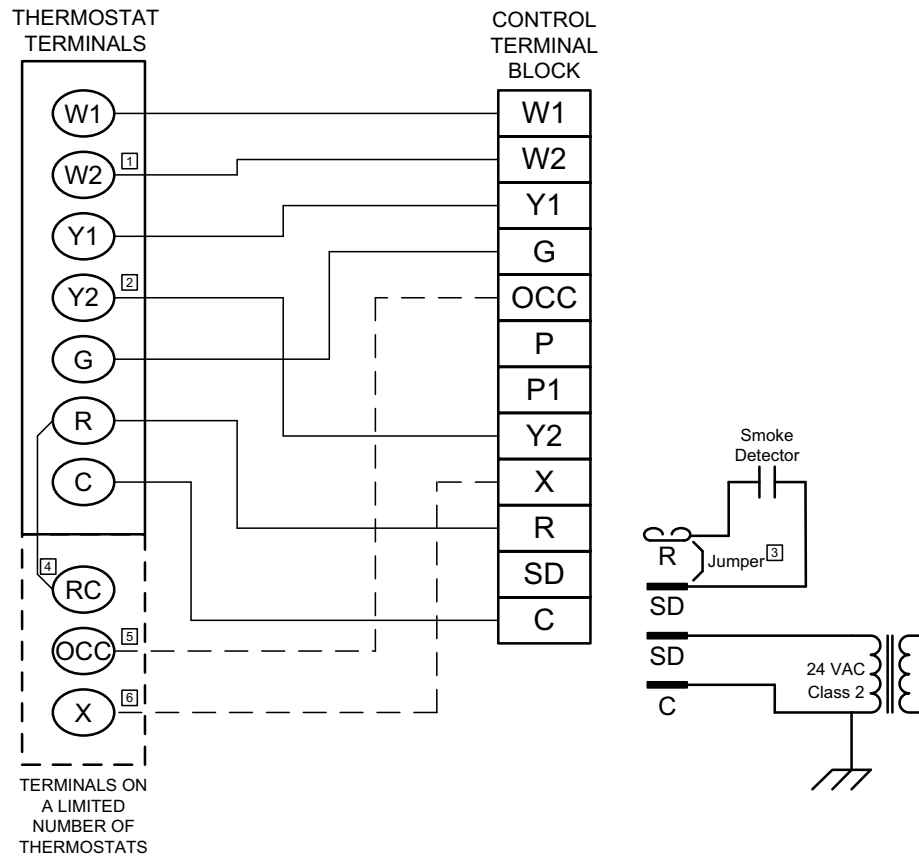 THERMOSTAT
TERMINALS
W1
W2
1
Y1
Y2
2
G
R
C
4
RC
OCC
5
X
6
TERMINALS ON
A LIMITED
NUMBER OF
THERMOSTATS
CONTROL
TERMINAL
BLOCK
W1
W2
Y1
G
OCC
P
P1
Y2
X
R
SD
C
Smoke
Detector
R
Jumper 3
SD
SD
C
24 VAC
Class 2